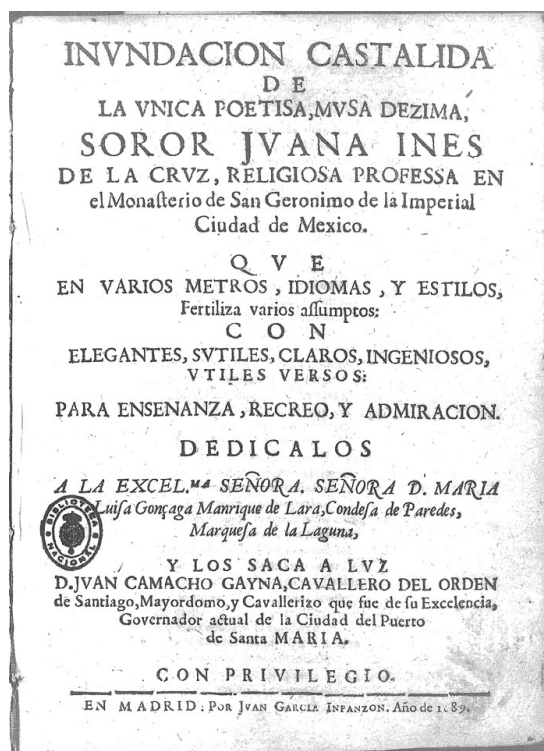 INVNDACION CASTALIDA
DE
LA VNICA POETISA, MVSA DEZIMA,
SOROR JVANA INES
DE LA CRVZ, RELIGIOSA PROFESSA EN
el Monaſterio de San Geronimo de la Imperial
Ciudad de Mexico.
QVE
EN VARIOS METROS, IDIOMAS, Y ESTILOS,
Fertiliza varios aſſumptos:
CON
ELEGANTES, SVTILES, CLAROS, INGENIOSOS,
VTILES VERSOS:
PARA ENSENANZA, RECREO, Y ADMIRACION.
DEDICALOS
A LA EXCEL.MA SEÑORA. SEÑORA D. MARIA
Luiſa Gonçaga Manrique de Lara, Condeſa de Paredes,
Marqueſa de la Laguna,
BIBLIOTECA NACIONAL
Y LOS SACA A LVZ
D. JVAN CAMACHO GAYNA, CAVALLERO DEL ORDEN
de Santiago, Mayordomo, y Cavallerizo que fue de ſu Excelencia,
Governador actual de la Ciudad del Puerto
de Santa MARIA.
CON PRIVILEGIO.
EN MADRID: POR JVAN GARCIA INFANZON. Año de 1689.